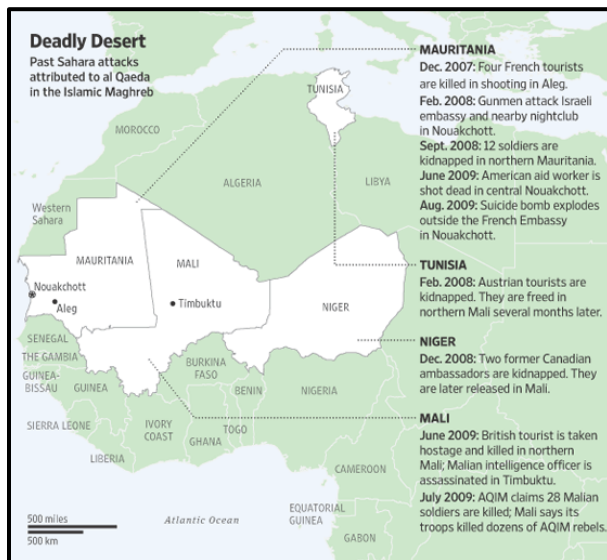 Deadly Desert
Past Sahara attacks
attributed to al Qaeda
in the Islamic Maghreb
MAURITANIA
Dec. 2007: Four French tourists
are killed in shooting in Aleg.
Feb. 2008: Gunmen attack Israeli
embassy and nearby nightclub
in Nouakchott.
Sept. 2008: 12 soldiers are
kidnapped in northern Mauritania.
June 2009: American aid worker is
shot dead in central Nouakchott.
Aug. 2009: Suicide bomb explodes
outside the French Embassy
in Nouakchott.
TUNISIA
Feb. 2008: Austrian tourists are
kidnapped. They are freed in
northern Mali several months later.
NIGER
Dec. 2008: Two former Canadian
ambassadors are kidnapped. They
are later released in Mali.
MALI
June 2009: British tourist is taken
hostage and killed in northern
Mali; Malian intelligence officer is
assassinated in Timbuktu.
July 2009: AQIM claims 28 Malian
soldiers are killed; Mali says its
troops killed dozens of AQIM rebels.
TUNISIA
MOROCCO
ALGERIA
LIBYA
Western
Sahara
MAURITANIA
MALI
Nouakchott
Aleg
Timbuktu
NIGER
SENEGAL
THE GAMBIA
GUINEA-
BISSAU
GUINEA
BURKINA
FASO
BENIN
NIGERIA
SIERRA LEONE
IVORY
COAST
GHANA
TOGO
LIBERIA
CAMEROON
EQUATORIAL
GUINEA
GABON
Atlantic Ocean
500 miles
500 km